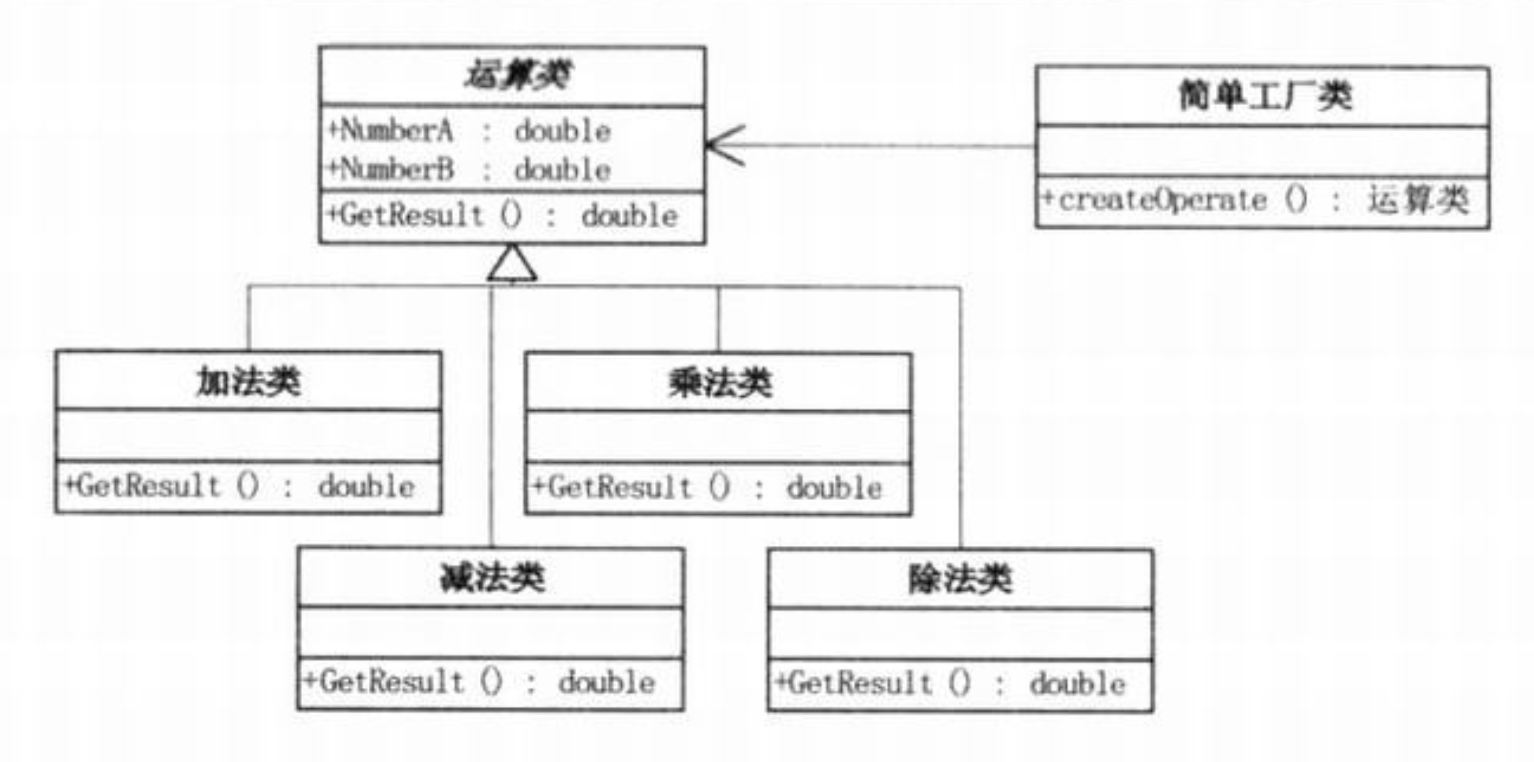 运算类
+NumberA : double
+NumberB : double
+GetResult () : double
简单工厂类
+createOperate () : 运算类
加法类
+GetResult () : double
乘法类
+GetResult () : double
减法类
+GetResult () : double
除法类
+GetResult () : double